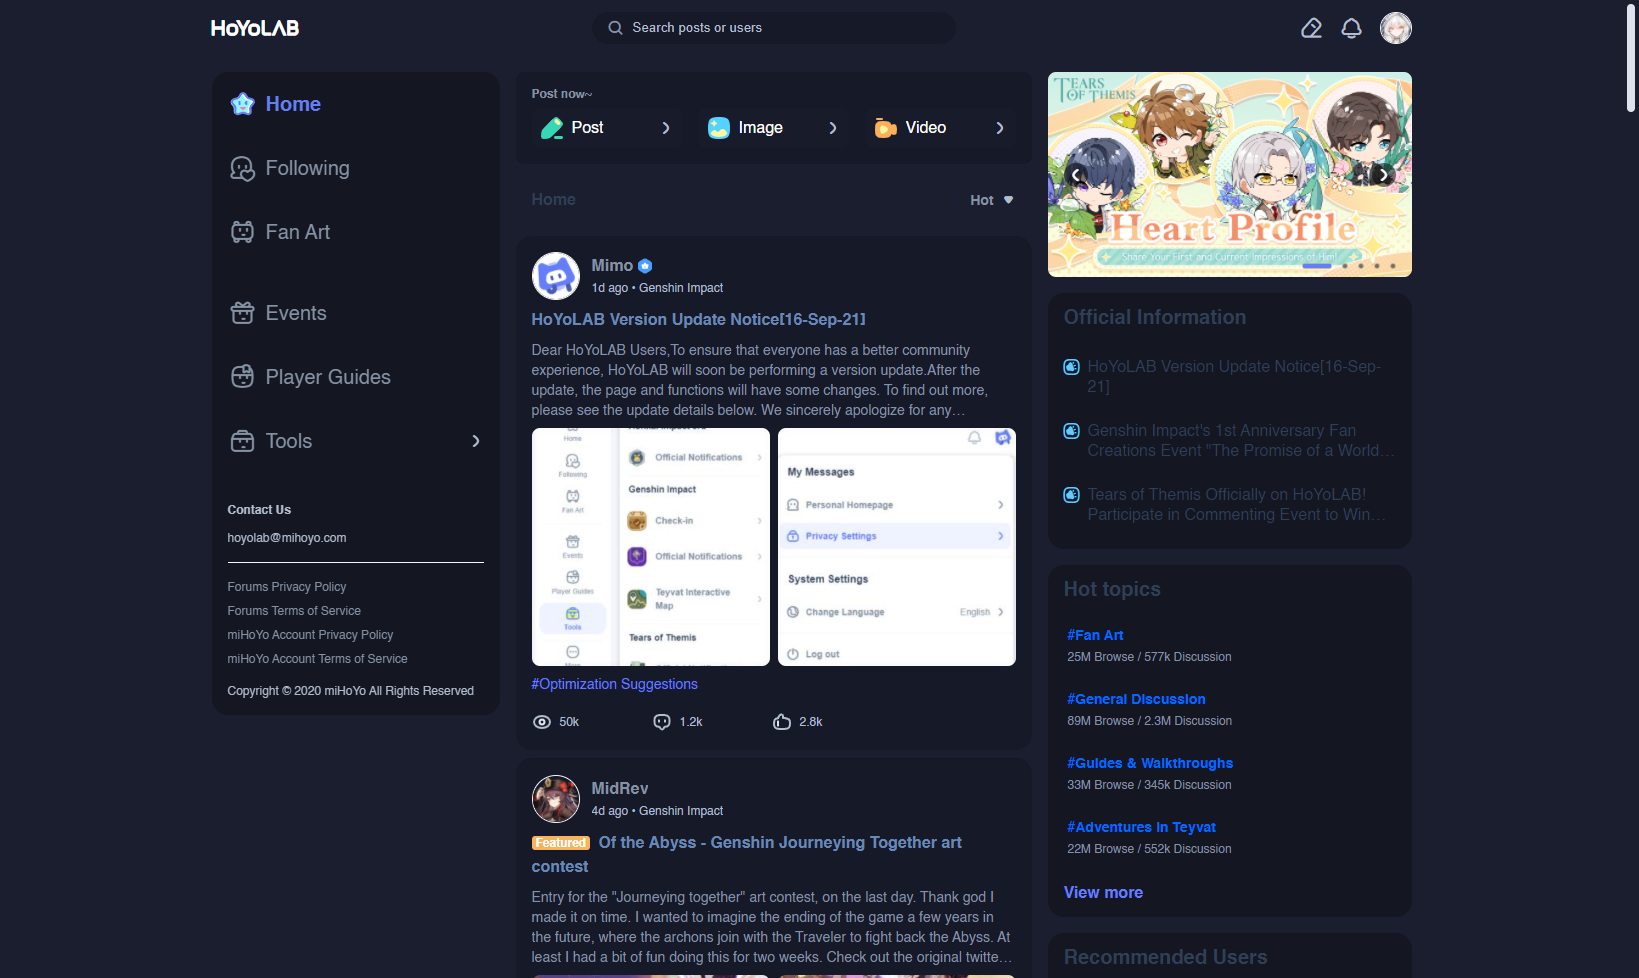 HoYoLAB
Search posts or users
Home
Following
Fan Art
Events
Player Guides
Tools
Contact Us
hoyolab@mihoyo.com
Forums Privacy Policy
Forums Terms of Service
miHoYo Account Privacy Policy
miHoYo Account Terms of Service
Copyright © 2020 miHoYo All Rights Reserved
Post now~
Post
Image
Video
Home
Hot
Mimo
1d ago • Genshin Impact
HoYoLAB Version Update Notice[16-Sep-21]
Dear HoYoLAB Users,To ensure that everyone has a better community
experience, HoYoLAB will soon be performing a version update.After the
update, the page and functions will have some changes. To find out more,
please see the update details below. We sincerely apologize for any…
Home
Following
Fan Art
Events
Player Guides
Tools
Official Notifications
Genshin Impact
Check-in
Official Notifications
Teyvat Interactive
Map
Tears of Themis
My Messages
Personal Homepage
Privacy Settings
System Settings
Change Language
English
Log out
#Optimization Suggestions
50k
1.2k
2.8k
MidRev
4d ago • Genshin Impact
Featured
Of the Abyss - Genshin Journeying Together art
contest
Entry for the "Journeying together" art contest, on the last day. Thank god I
made it on time. I wanted to imagine the ending of the game a few years in
the future, where the archons join with the Traveler to fight back the Abyss. At
least I had a bit of fun doing this for two weeks. Check out the original twitte…
TEARS
OF THEMIS
Heart Profile
Share Your First and Current Impressions of Him!
Official Information
HoYoLAB Version Update Notice[16-Sep-
21]
Genshin Impact's 1st Anniversary Fan
Creations Event "The Promise of a World…
Tears of Themis Officially on HoYoLAB!
Participate in Commenting Event to Win…
Hot topics
#Fan Art
25M Browse / 577k Discussion
#General Discussion
89M Browse / 2.3M Discussion
#Guides & Walkthroughs
33M Browse / 345k Discussion
#Adventures in Teyvat
22M Browse / 552k Discussion
View more
Recommended Users